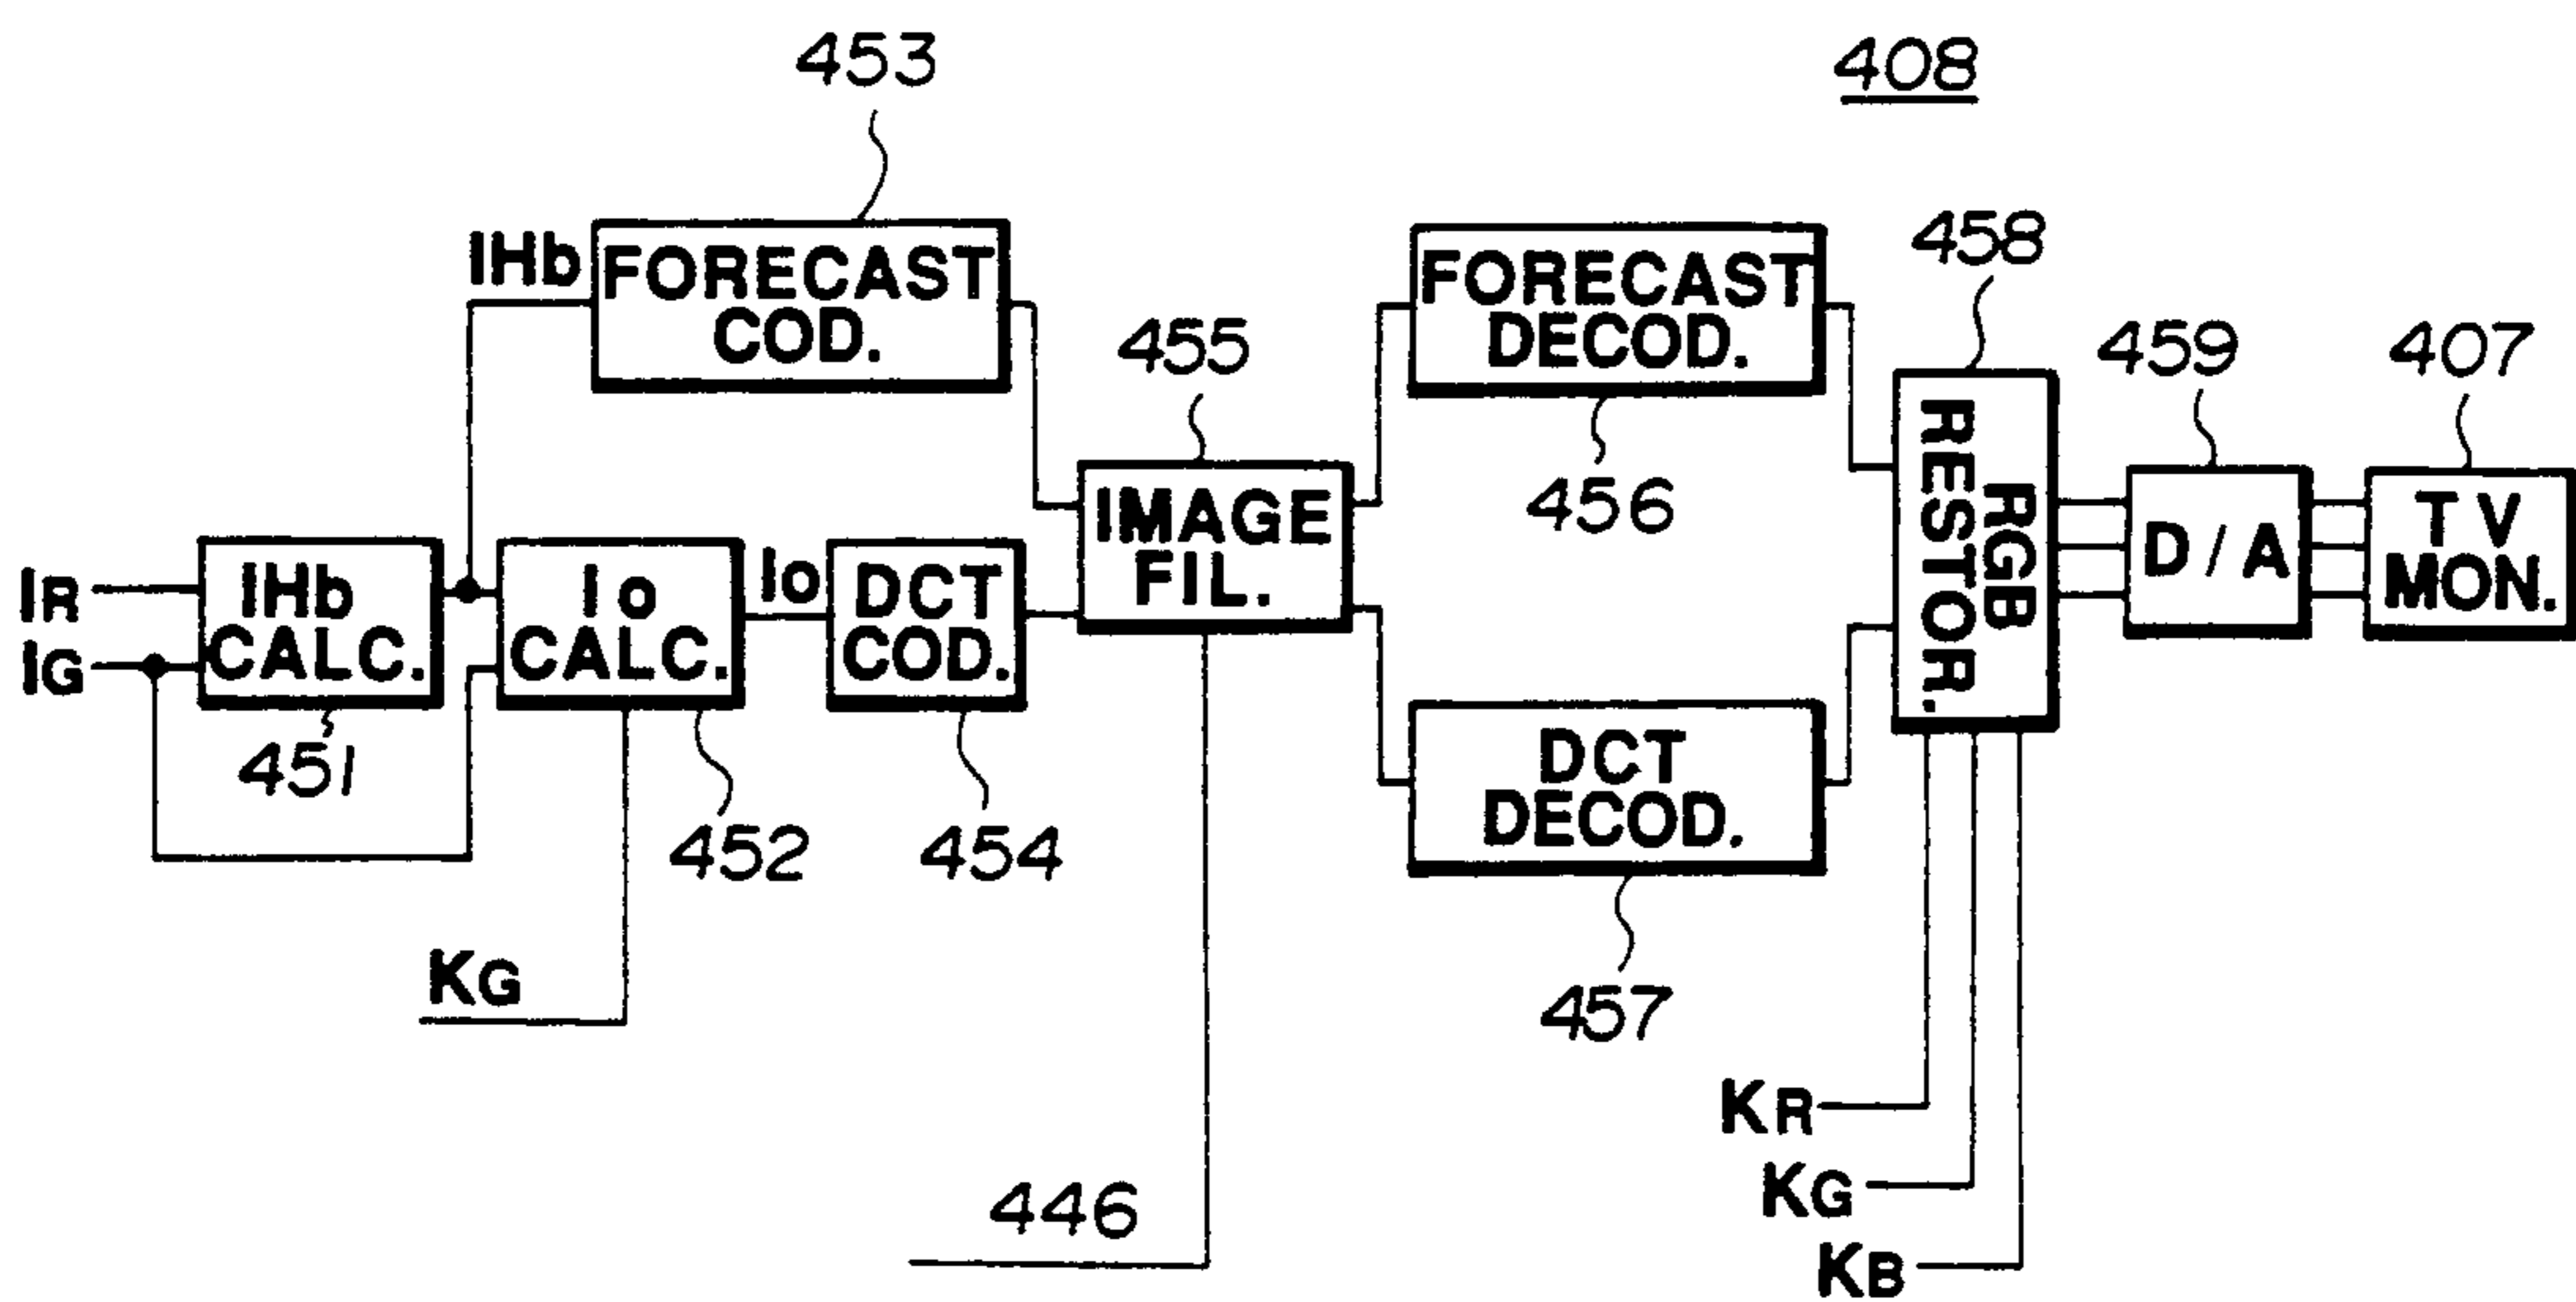 453
408
IHb
FORECAST
COD.
FORECAST
DECOD.
458
455
459
407
456
IR
IG
IHb
CALC.
Io
CALC.
Io
DCT
COD.
IMAGE
FIL.
RGB
RESTOR.
D/A
TV
MON.
451
452
454
DCT
DECOD.
457
KG
446
KR
KG
KB